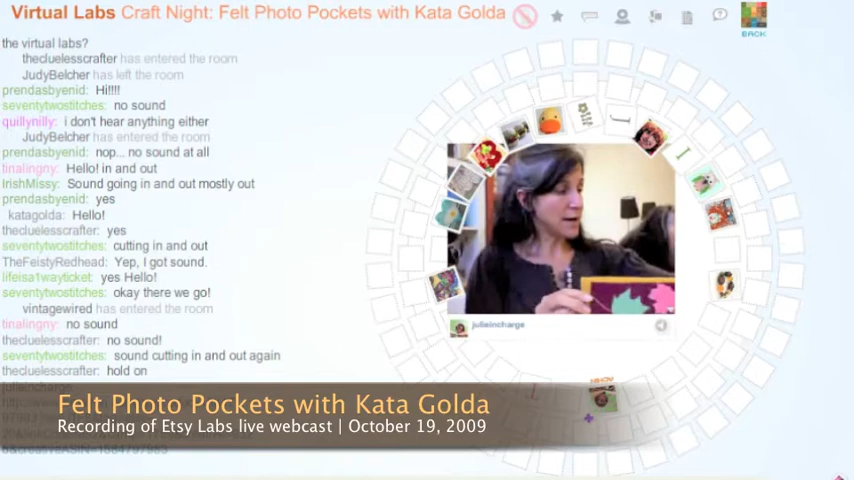 Virtual Labs Craft Night: Felt Photo Pockets with Kata Golda
BACK
the virtual labs?
thecluelesscrafter has entered the room
JudyBelcher has left the room
prendasbyenid: Hi!!!!
seventytwostitches: no sound
quillynilly: i don't hear anything either
JudyBelcher has entered the room
prendasbyenid: nop... no sound at all
tinalingny: Hello! in and out
IrishMissy: Sound going in and out mostly out
prendasbyenid: yes
katagolda: Hello!
thecluelesscrafter: yes
seventytwostitches: cutting in and out
TheFeistyRedhead: Yep, I got sound.
lifeisa1wayticket: yes Hello!
seventytwostitches: okay there we go!
vintagewired has entered the room
tinalingny: no sound
thecluelesscrafter: no sound!
seventytwostitches: sound cutting in and out again
thecluelesscrafter: hold on
julieincharge
julieincharge
Felt Photo Pockets with Kata Golda
Recording of Etsy Labs live webcast | October 19, 2009